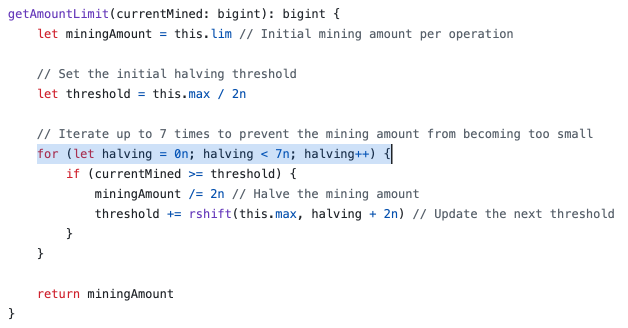 getAmountLimit(currentMined: bigint): bigint {
    let miningAmount = this.lim // Initial mining amount per operation

    // Set the initial halving threshold
    let threshold = this.max / 2n

    // Iterate up to 7 times to prevent the mining amount from becoming too small
    for (let halving = 0n; halving < 7n; halving++) {
        if (currentMined >= threshold) {
            miningAmount /= 2n // Halve the mining amount
            threshold += rshift(this.max, halving + 2n) // Update the next threshold
        }
    }

    return miningAmount
}